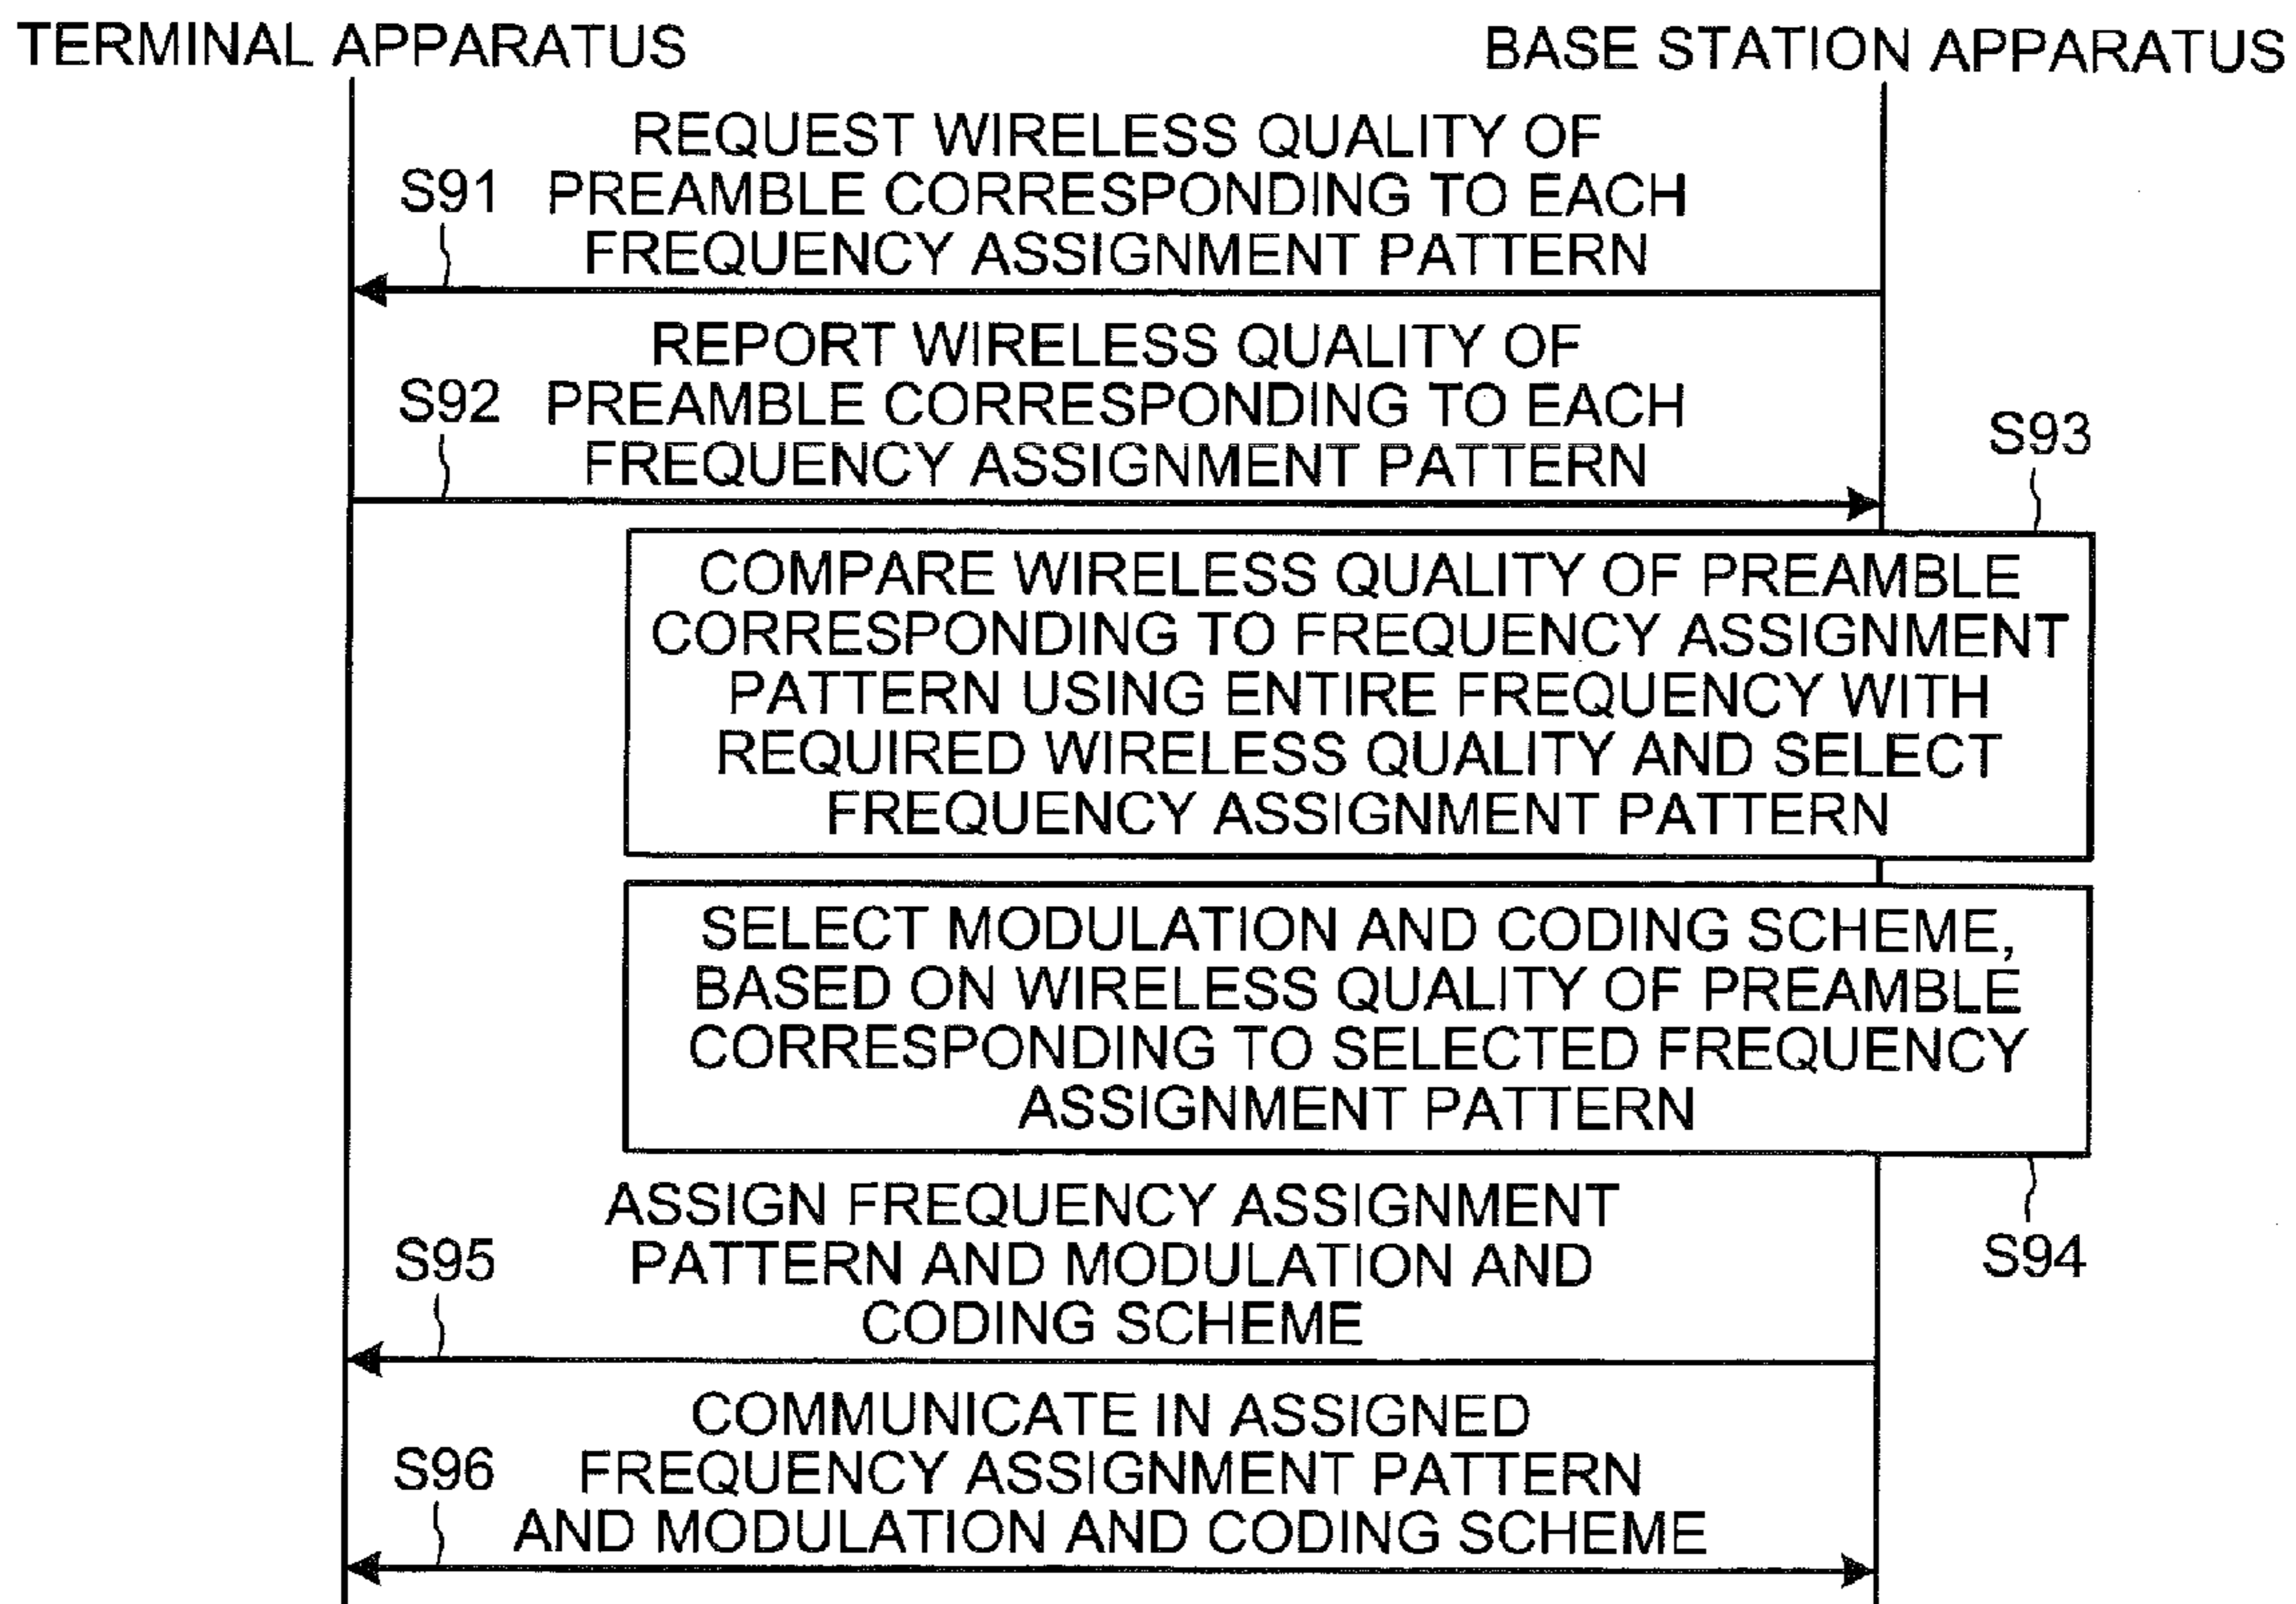 TERMINAL APPARATUS
BASE STATION APPARATUS
REQUEST WIRELESS QUALITY OF
S91 PREAMBLE CORRESPONDING TO EACH
FREQUENCY ASSIGNMENT PATTERN
REPORT WIRELESS QUALITY OF
S92 PREAMBLE CORRESPONDING TO EACH
FREQUENCY ASSIGNMENT PATTERN
S93
COMPARE WIRELESS QUALITY OF PREAMBLE
CORRESPONDING TO FREQUENCY ASSIGNMENT
PATTERN USING ENTIRE FREQUENCY WITH
REQUIRED WIRELESS QUALITY AND SELECT
FREQUENCY ASSIGNMENT PATTERN
SELECT MODULATION AND CODING SCHEME,
BASED ON WIRELESS QUALITY OF PREAMBLE
CORRESPONDING TO SELECTED FREQUENCY
ASSIGNMENT PATTERN
S94
ASSIGN FREQUENCY ASSIGNMENT
S95 PATTERN AND MODULATION AND
CODING SCHEME
COMMUNICATE IN ASSIGNED
S96 FREQUENCY ASSIGNMENT PATTERN
AND MODULATION AND CODING SCHEME